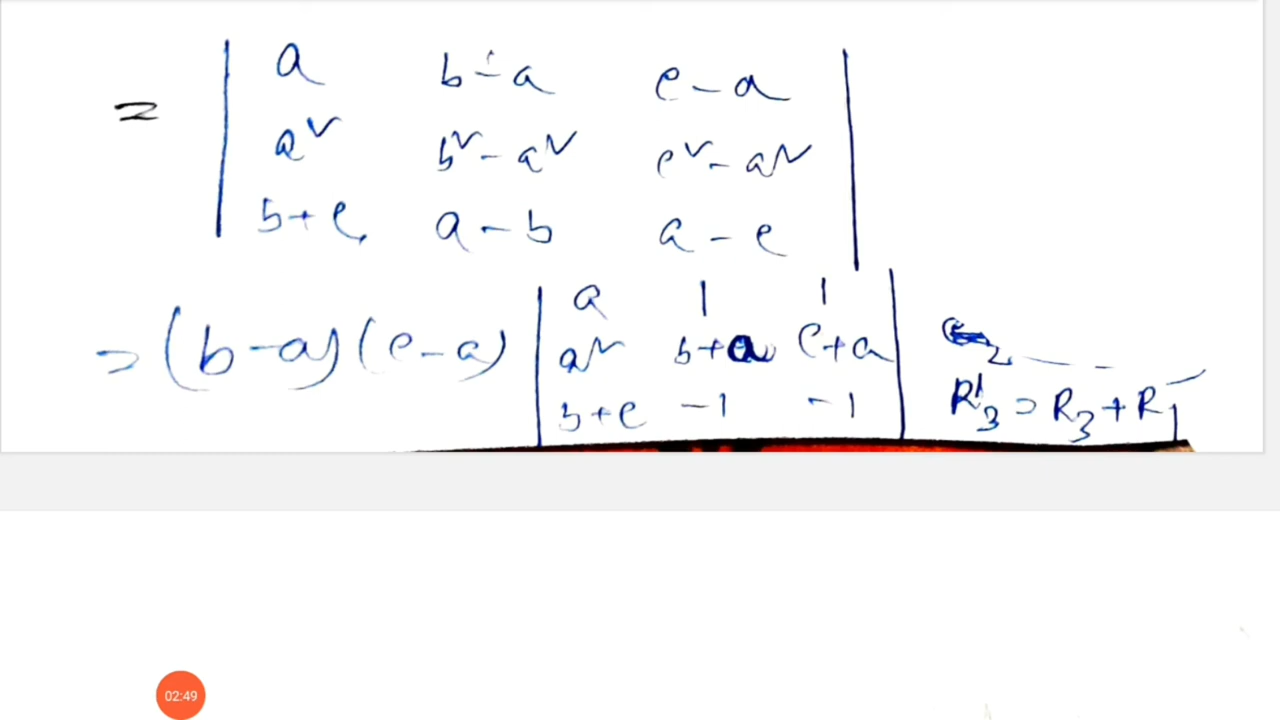 = | a b-a c-a |
| a² b²-a² c²-a² |
| b+c a-b a-c |
= (b-a)(c-a) | a 1 1 |
| a² b+a c+a |
| b+c -1 -1 | R'₃ = R₃ + R₁
02:49